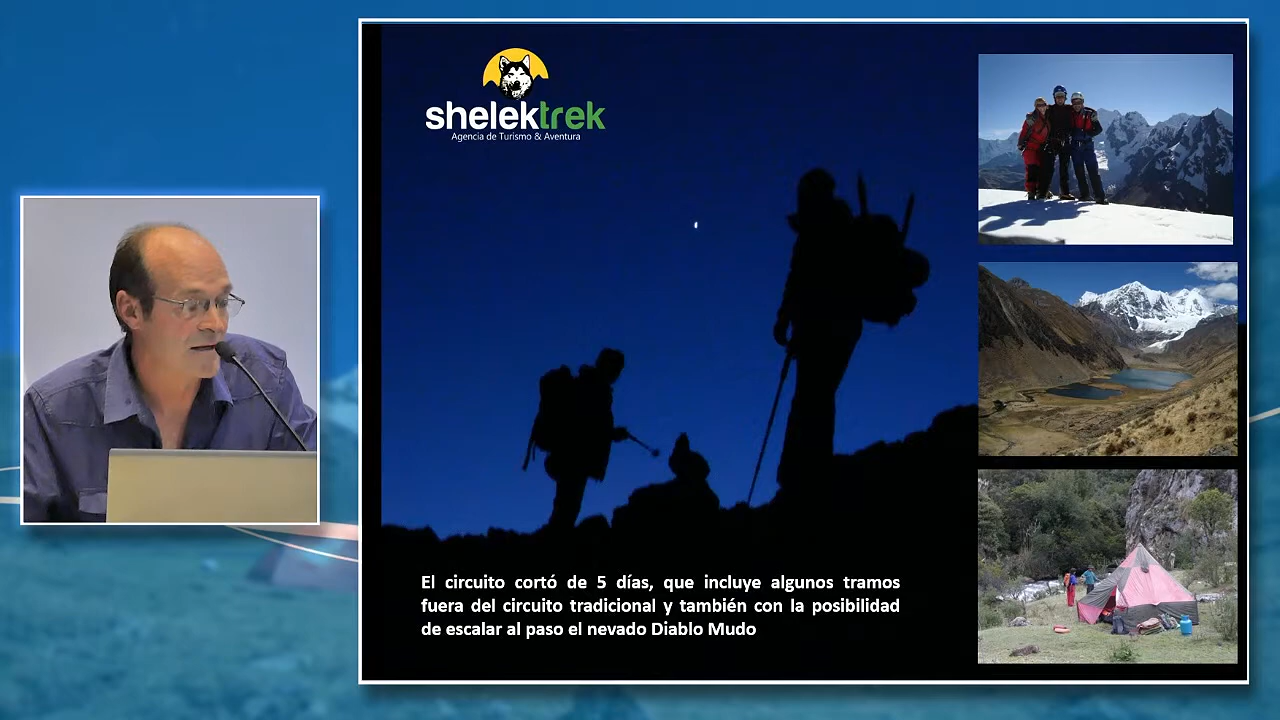 shelektrek
Agencia de Turismo & Aventura
El circuito cortó de 5 días, que incluye algunos tramos
fuera del circuito tradicional y también con la posibilidad
de escalar al paso el nevado Diablo Mudo